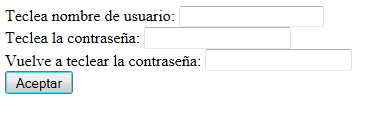 Teclea nombre de usuario:
Teclea la contraseña:
Vuelve a teclear la contraseña:
Aceptar